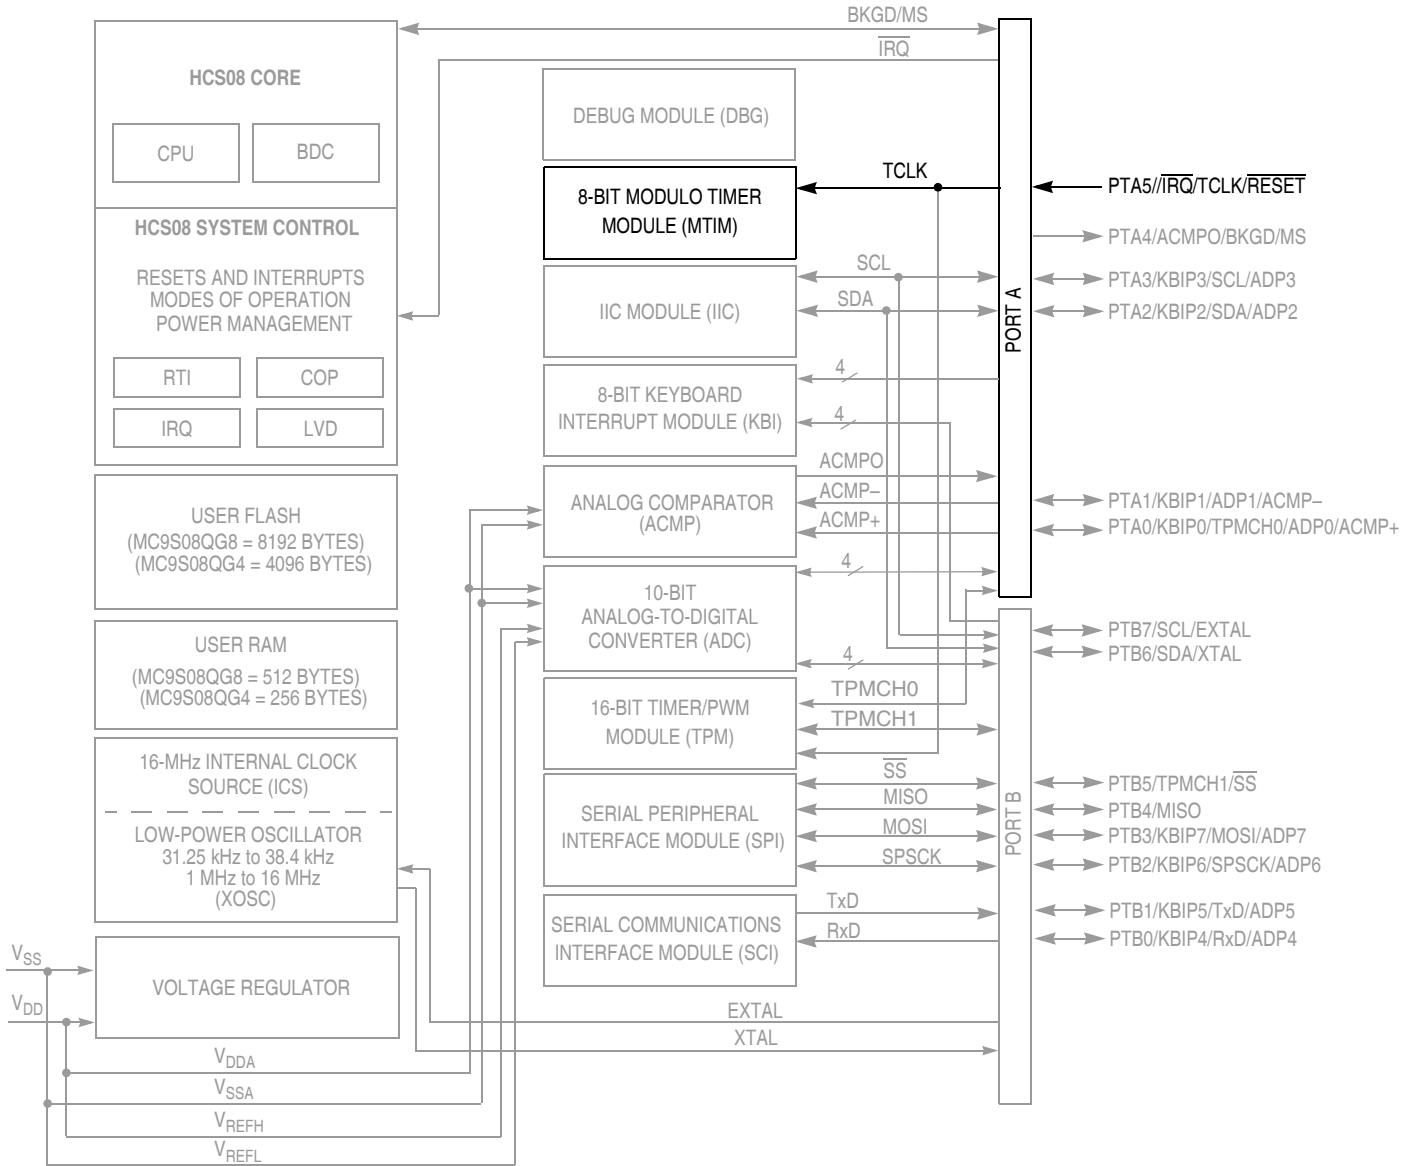 BKGD/MS
IRQ
HCS08 CORE
CPU
BDC
HCS08 SYSTEM CONTROL
RESETS AND INTERRUPTS
MODES OF OPERATION
POWER MANAGEMENT
RTI
COP
IRQ
LVD
USER FLASH
(MC9S08QG8 = 8192 BYTES)
(MC9S08QG4 = 4096 BYTES)
USER RAM
(MC9S08QG8 = 512 BYTES)
(MC9S08QG4 = 256 BYTES)
16-MHz INTERNAL CLOCK
SOURCE (ICS)
LOW-POWER OSCILLATOR
31.25 kHz to 38.4 kHz
1 MHz to 16 MHz
(XOSC)
VSS
VDD
VOLTAGE REGULATOR
VDDA
VSSA
VREFH
VREFL
DEBUG MODULE (DBG)
8-BIT MODULO TIMER
MODULE (MTIM)
TCLK
IIC MODULE (IIC)
SCL
SDA
8-BIT KEYBOARD
INTERRUPT MODULE (KBI)
4
4
ANALOG COMPARATOR
(ACMP)
ACMPO
ACMP–
ACMP+
10-BIT
ANALOG-TO-DIGITAL
CONVERTER (ADC)
4
4
16-BIT TIMER/PWM
MODULE (TPM)
TPMCH0
TPMCH1
SERIAL PERIPHERAL
INTERFACE MODULE (SPI)
SS
MISO
MOSI
SPSCK
SERIAL COMMUNICATIONS
INTERFACE MODULE (SCI)
TxD
RxD
EXTAL
XTAL
PORT A
PORT B
PTA5//IRQ/TCLK/RESET
PTA4/ACMPO/BKGD/MS
PTA3/KBIP3/SCL/ADP3
PTA2/KBIP2/SDA/ADP2
PTA1/KBIP1/ADP1/ACMP–
PTA0/KBIP0/TPMCH0/ADP0/ACMP+
PTB7/SCL/EXTAL
PTB6/SDA/XTAL
PTB5/TPMCH1/SS
PTB4/MISO
PTB3/KBIP7/MOSI/ADP7
PTB2/KBIP6/SPSCK/ADP6
PTB1/KBIP5/TxD/ADP5
PTB0/KBIP4/RxD/ADP4